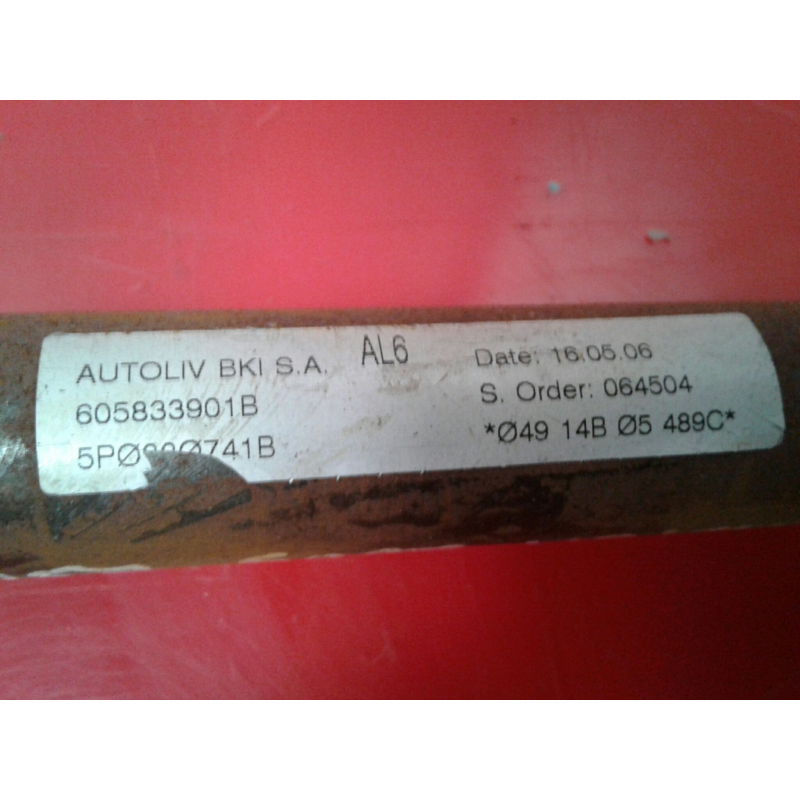 AUTOLIV BKI S.A. AL6
605833901B
Date: 16.05.06
S. Order: 064504
*Ø49 14B Ø5 489C*